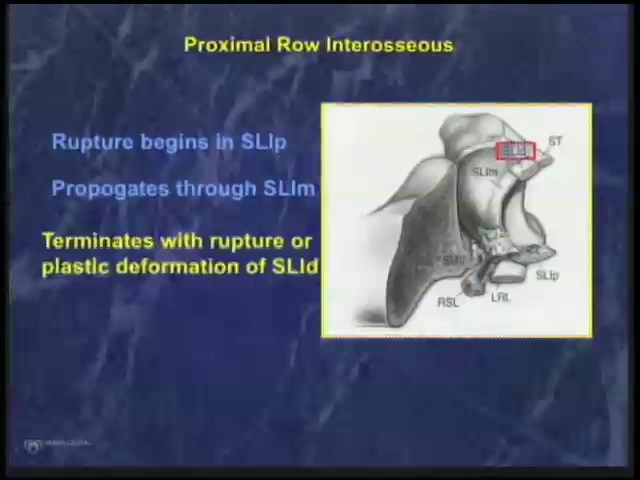 Proximal Row Interosseous
Rupture begins in SLIp
Propogates through SLIm
Terminates with rupture or
plastic deformation of SLId
SLId
ST
SLIm
SLIp
RSL
LRL